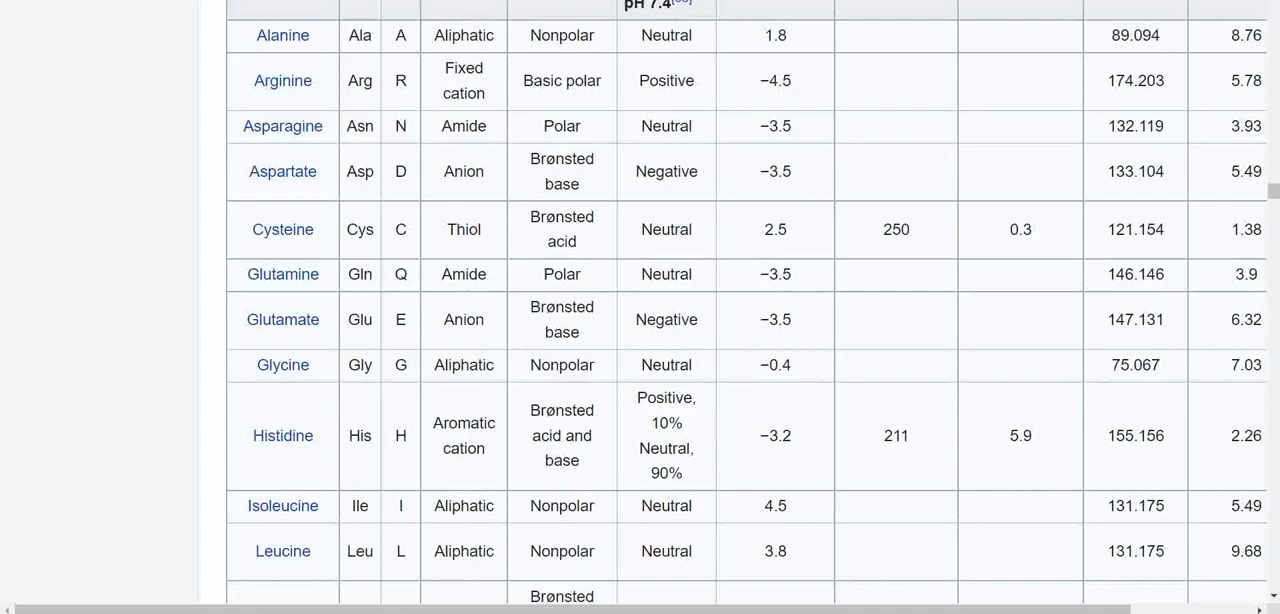 pH 7.4
Alanine Ala A Aliphatic Nonpolar Neutral 1.8 89.094 8.76
Arginine Arg R Fixed cation Basic polar Positive −4.5 174.203 5.78
Asparagine Asn N Amide Polar Neutral −3.5 132.119 3.93
Aspartate Asp D Anion Brønsted base Negative −3.5 133.104 5.49
Cysteine Cys C Thiol Brønsted acid Neutral 2.5 250 0.3 121.154 1.38
Glutamine Gln Q Amide Polar Neutral −3.5 146.146 3.9
Glutamate Glu E Anion Brønsted base Negative −3.5 147.131 6.32
Glycine Gly G Aliphatic Nonpolar Neutral −0.4 75.067 7.03
Histidine His H Aromatic cation Brønsted acid and base Positive, 10% Neutral, 90% −3.2 211 5.9 155.156 2.26
Isoleucine Ile I Aliphatic Nonpolar Neutral 4.5 131.175 5.49
Leucine Leu L Aliphatic Nonpolar Neutral 3.8 131.175 9.68
Brønsted